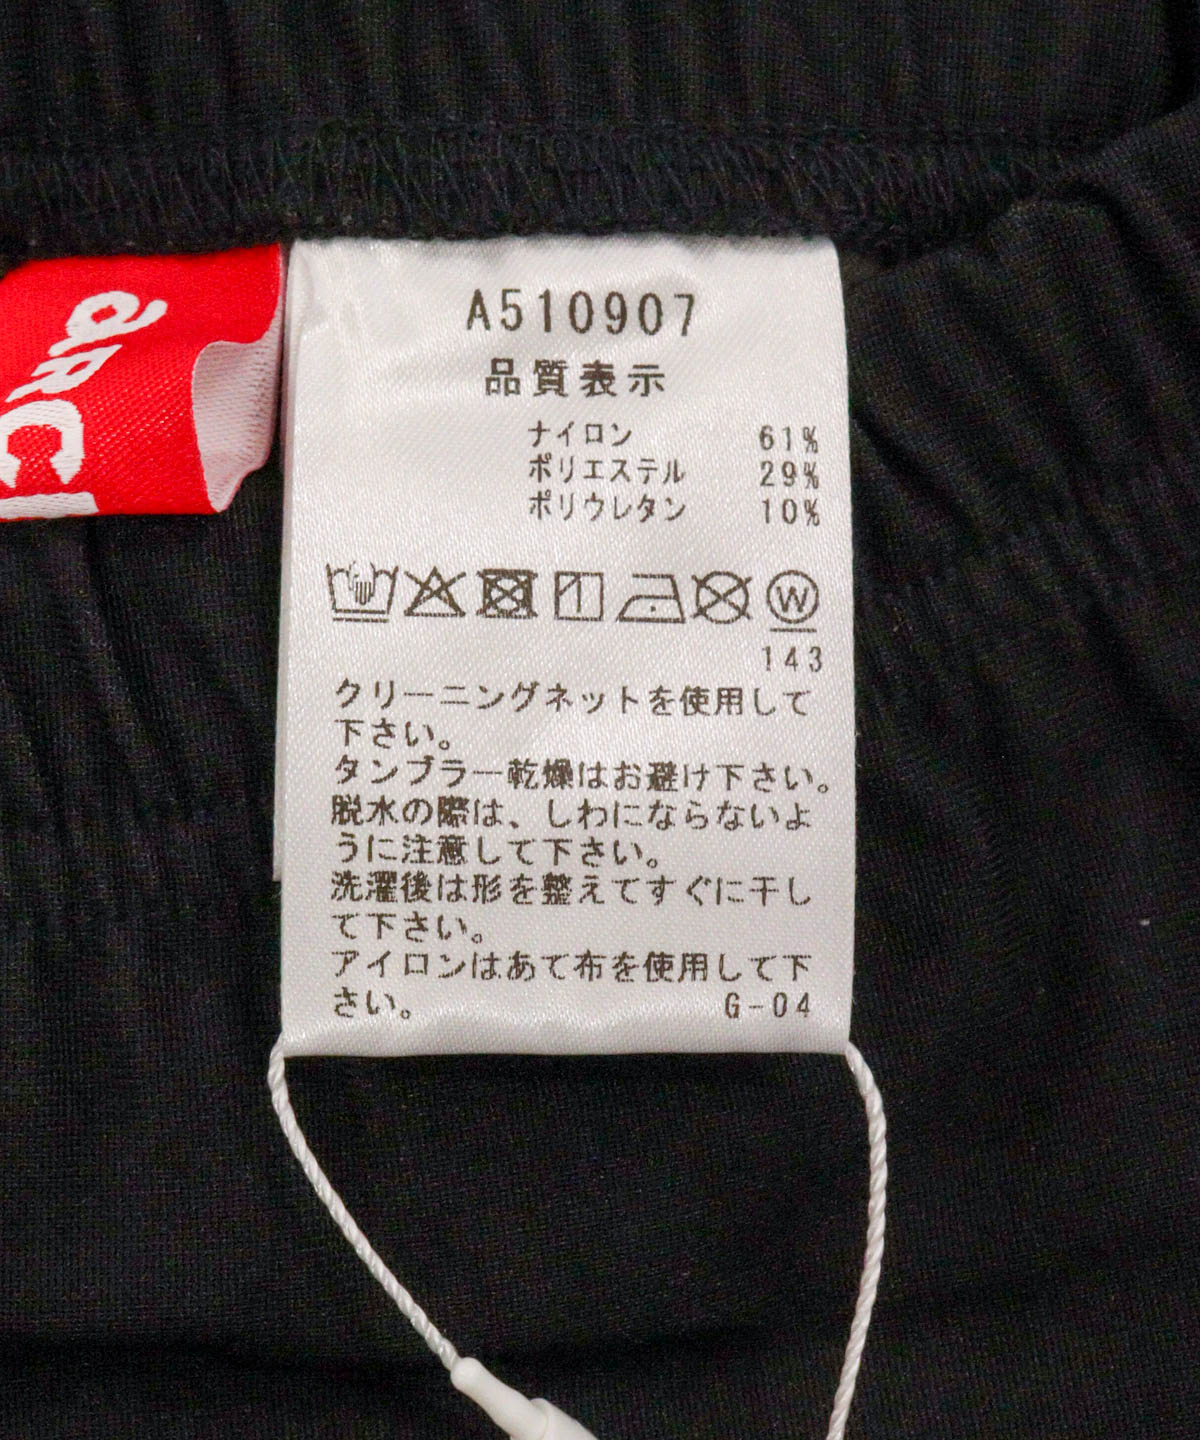 A510907
品質表示
ナイロン 61%
ポリエステル 29%
ポリウレタン 10%
W
143
クリーニングネットを使用して
下さい。
タンブラー乾燥はお避け下さい。
脱水の際は、しわにならないよ
うに注意して下さい。
洗濯後は形を整えてすぐに干し
て下さい。
アイロンはあて布を使用して下
さい。 G-04